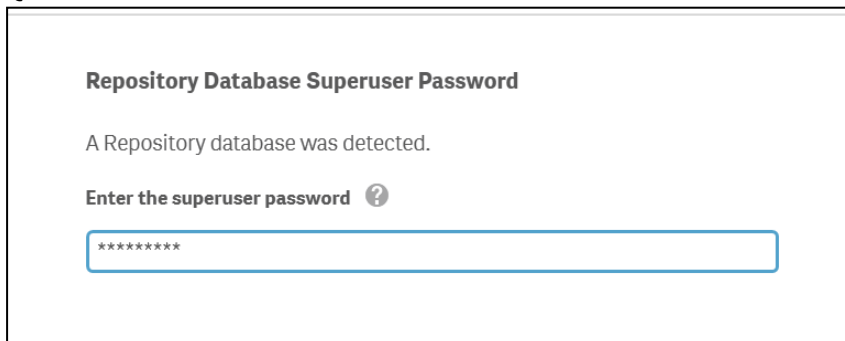 Repository Database Superuser Password
A Repository database was detected.
Enter the superuser password ?
*********